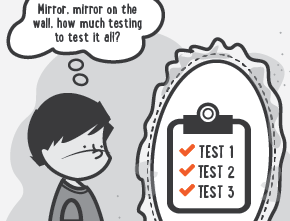 Mirror, mirror on the
wall, how much testing
to test it all?
TEST 1
TEST 2
TEST 3